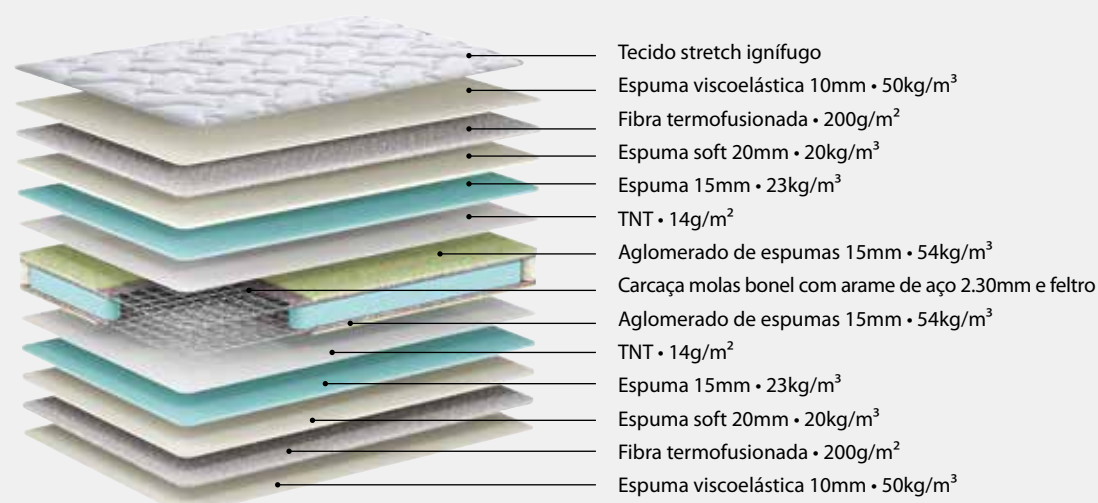 Tecido stretch ignífugo
Espuma viscoelástica 10mm • 50kg/m³
Fibra termofusionada • 200g/m²
Espuma soft 20mm • 20kg/m³
Espuma 15mm • 23kg/m³
TNT • 14g/m²
Aglomerado de espumas 15mm • 54kg/m³
Carcaça molas bonel com arame de aço 2.30mm e feltro
Aglomerado de espumas 15mm • 54kg/m³
TNT • 14g/m²
Espuma 15mm • 23kg/m³
Espuma soft 20mm • 20kg/m³
Fibra termofusionada • 200g/m²
Espuma viscoelástica 10mm • 50kg/m³